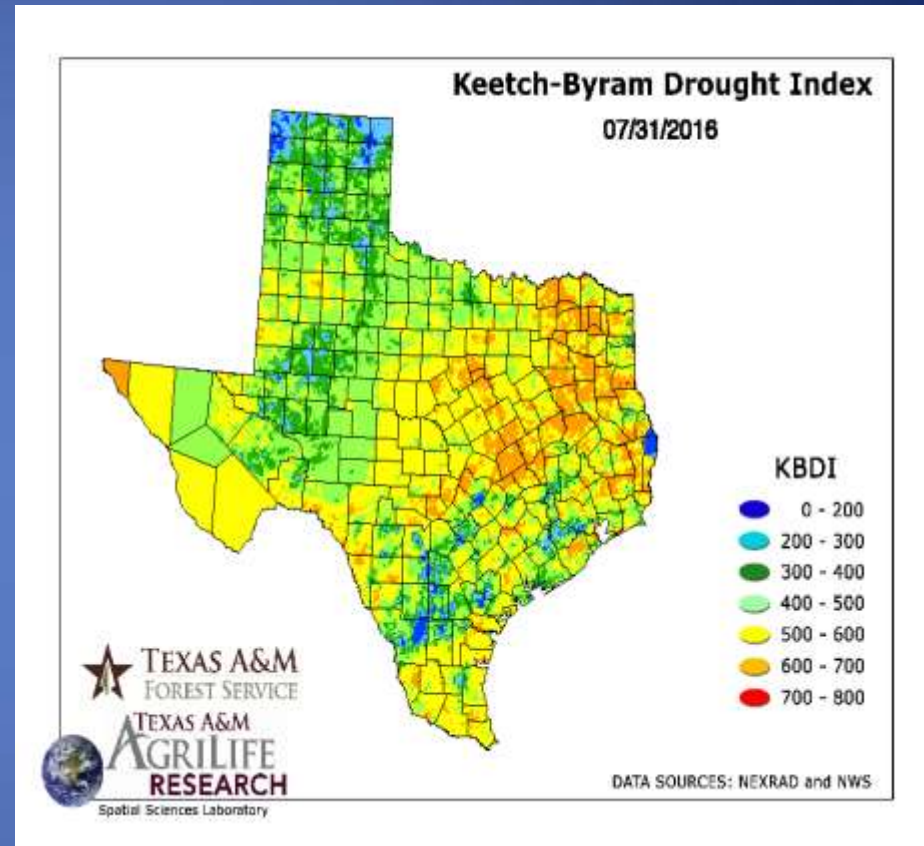 Keetch-Byram Drought Index
07/31/2016
KBDI
0 - 200
200 - 300
300 - 400
400 - 500
500 - 600
600 - 700
700 - 800
TEXAS A&M
FOREST SERVICE
TEXAS A&M
AGRILIFE
RESEARCH
Spatial Sciences Laboratory
DATA SOURCES: NEXRAD and NWS